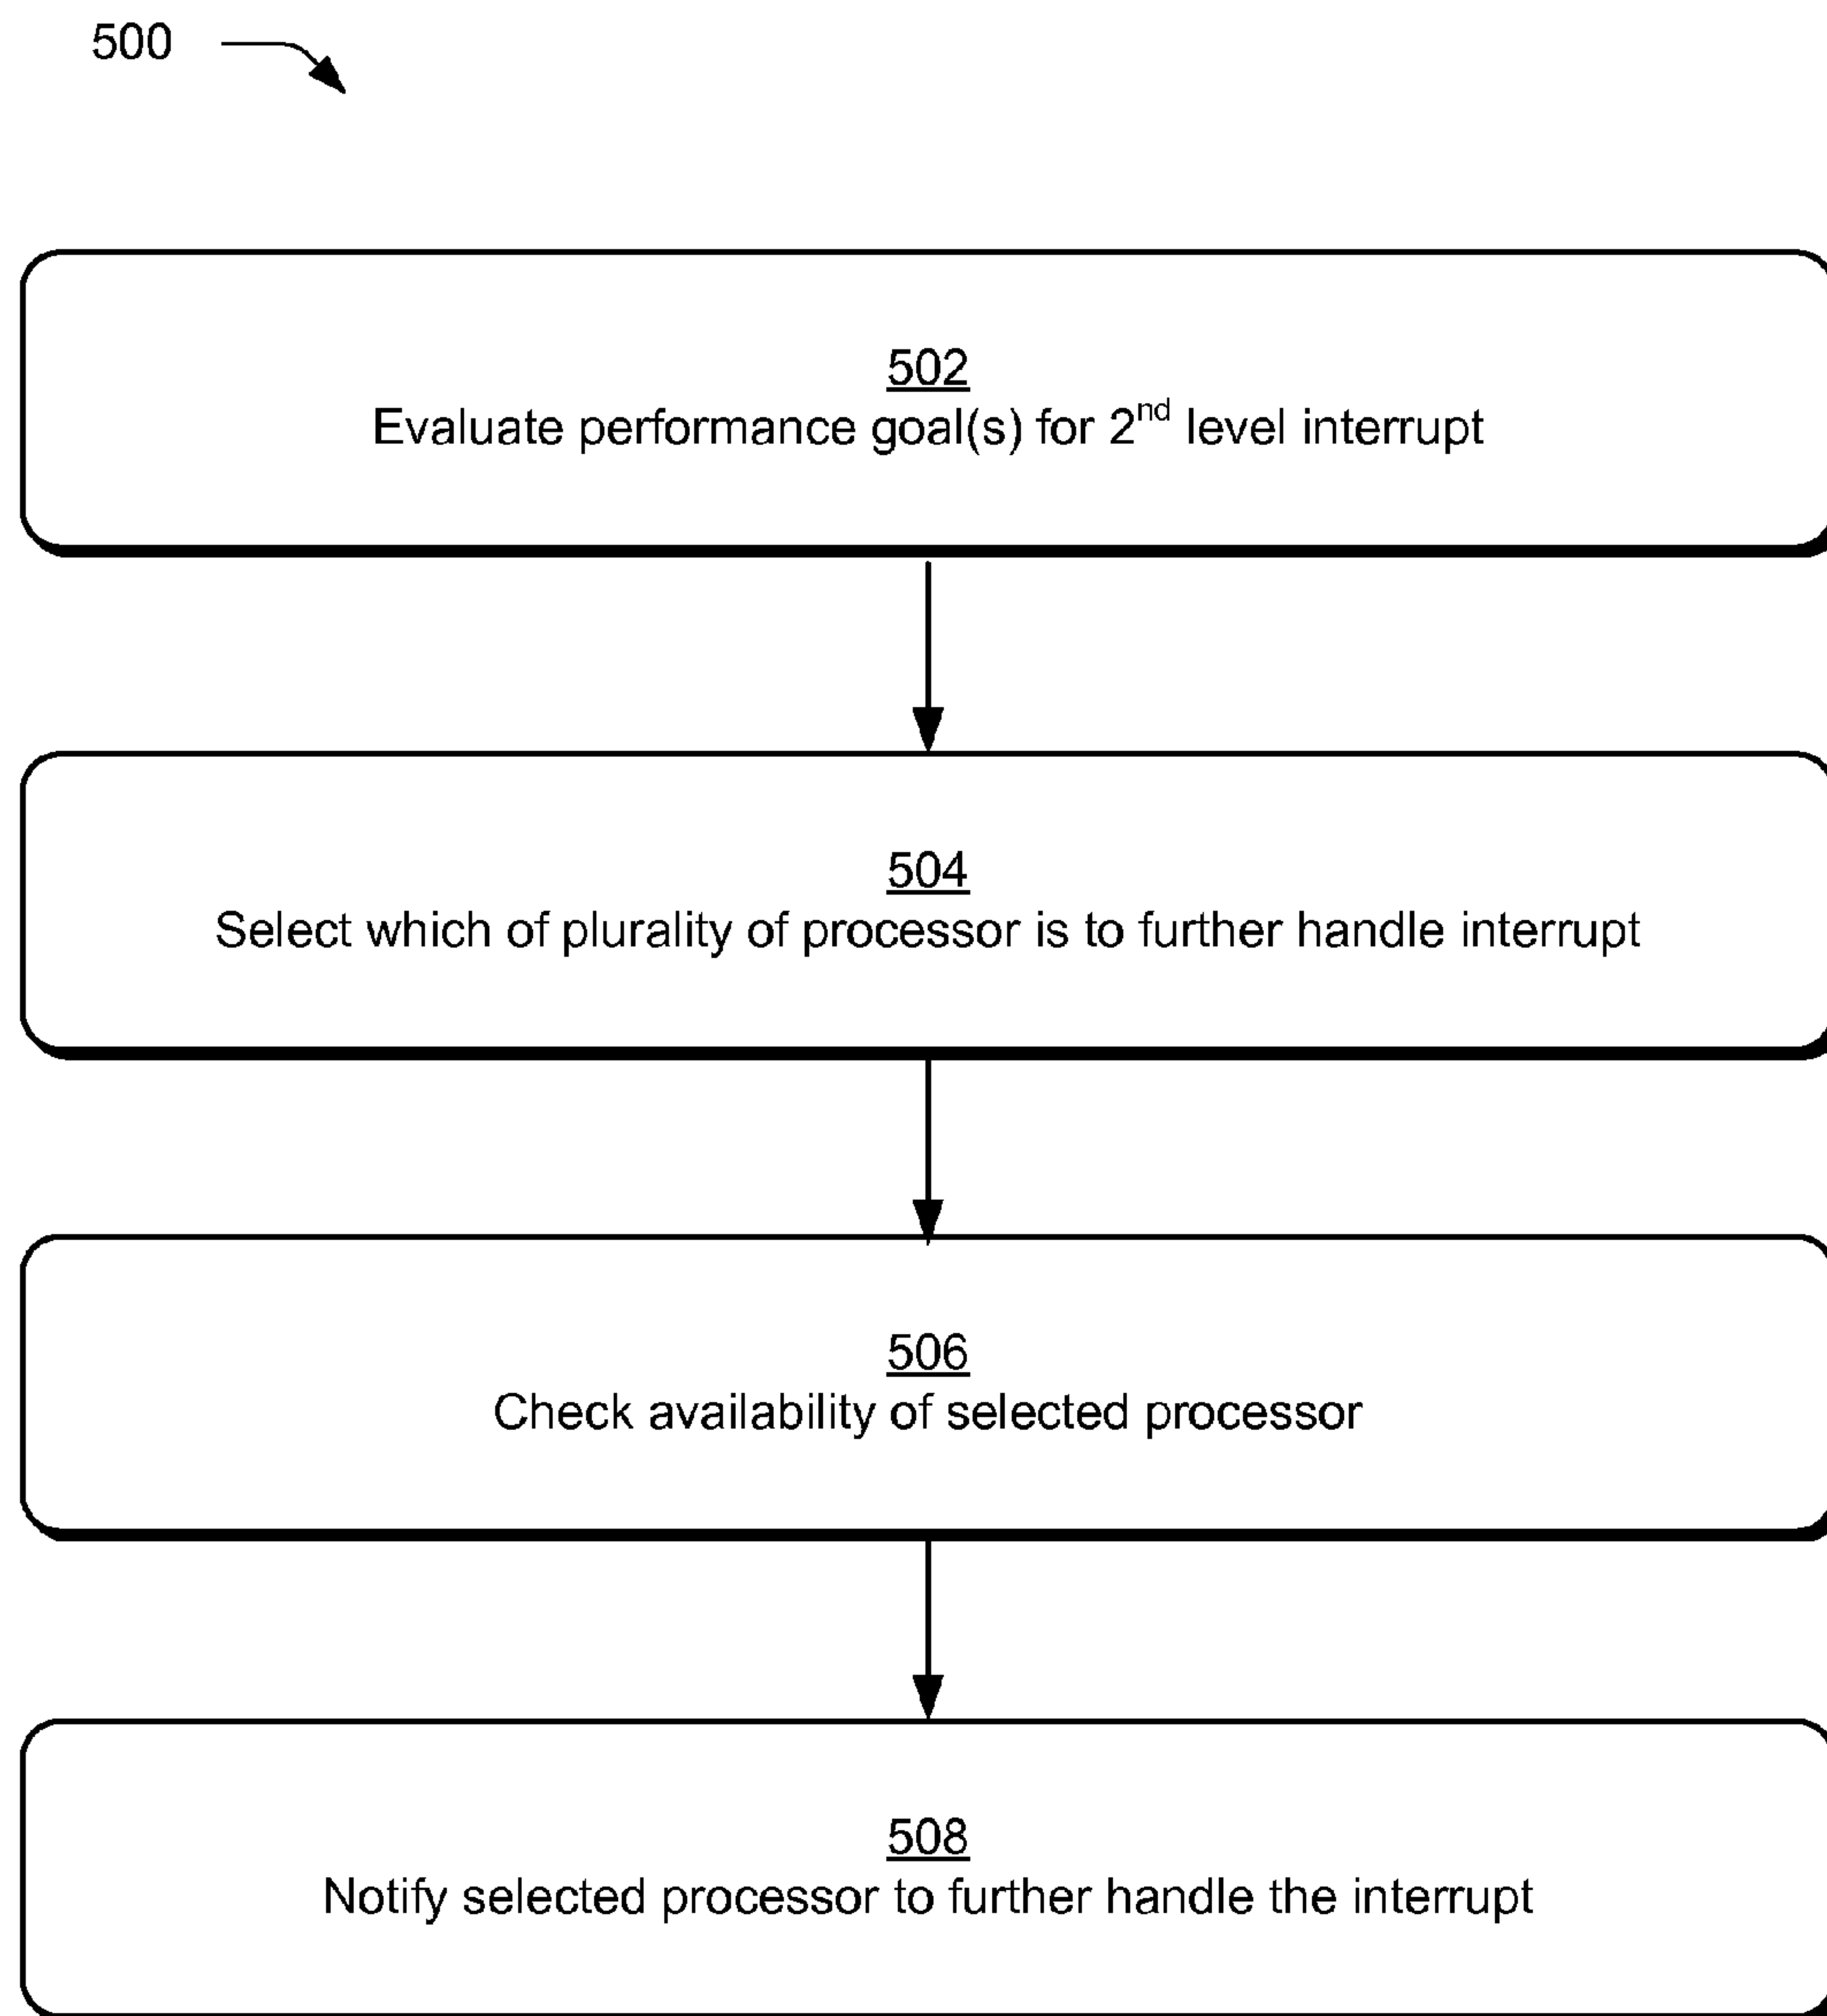 500
502
Evaluate performance goal(s) for 2nd level interrupt
504
Select which of plurality of processor is to further handle interrupt
506
Check availability of selected processor
508
Notify selected processor to further handle the interrupt